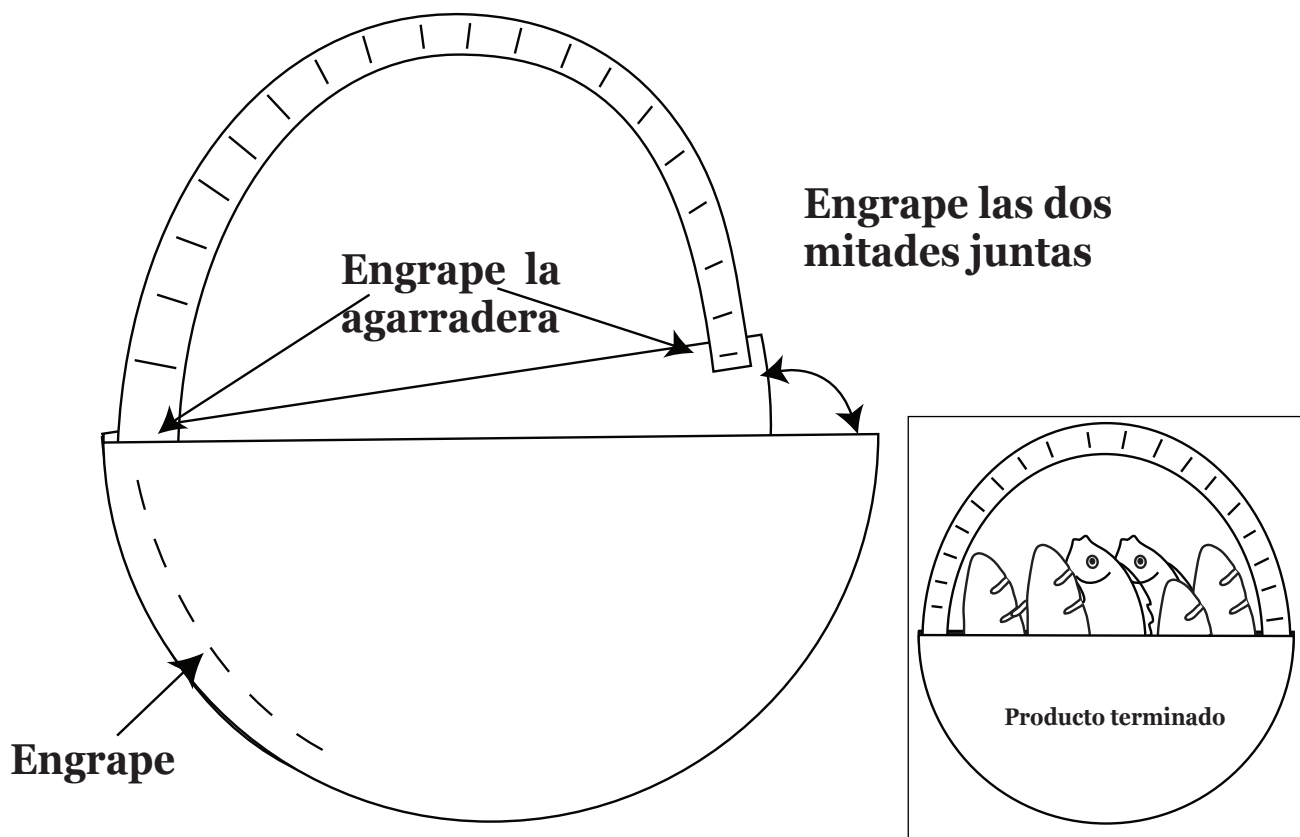 Engrape las dos
mitades juntas
Engrape la
agarradera
Engrape
Producto terminado